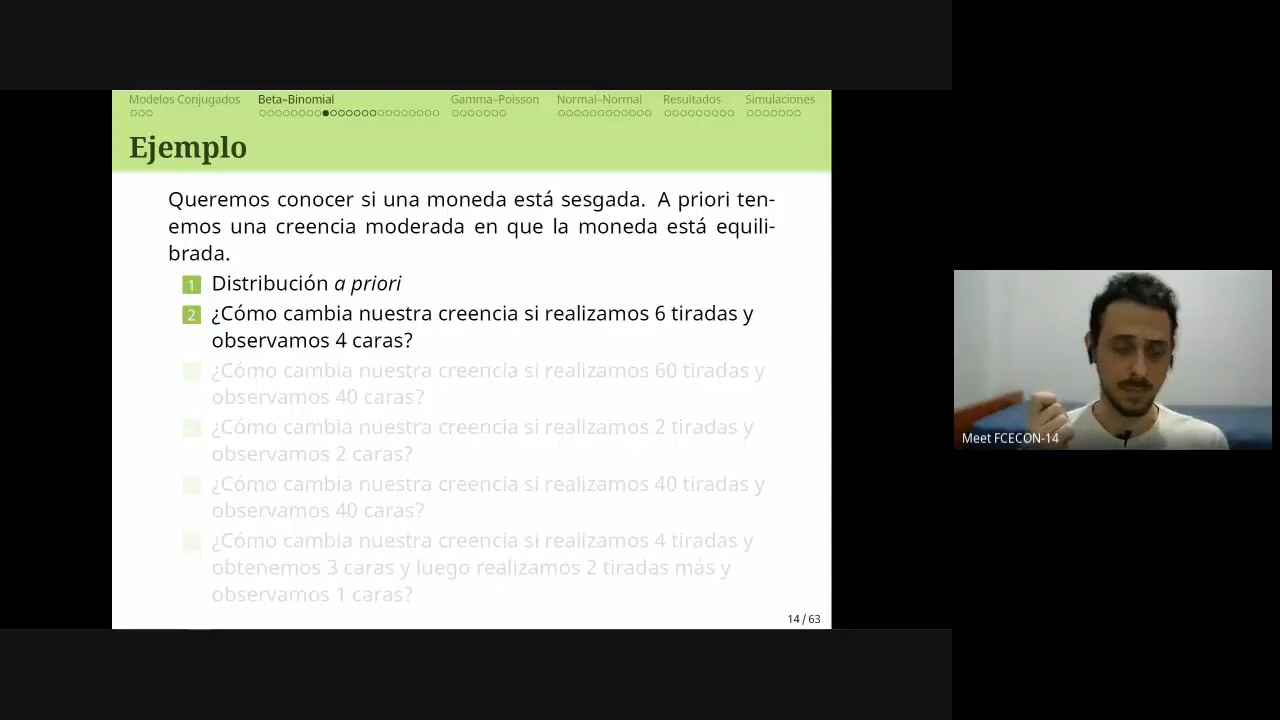 Modelos Conjugados Beta–Binomial Gamma–Poisson Normal–Normal Resultados Simulaciones
Ejemplo
Queremos conocer si una moneda está sesgada. A priori ten-
emos una creencia moderada en que la moneda está equili-
brada.
1 Distribución a priori
2 ¿Cómo cambia nuestra creencia si realizamos 6 tiradas y
observamos 4 caras?
¿Cómo cambia nuestra creencia si realizamos 60 tiradas y
observamos 40 caras?
¿Cómo cambia nuestra creencia si realizamos 2 tiradas y
observamos 2 caras?
¿Cómo cambia nuestra creencia si realizamos 40 tiradas y
observamos 40 caras?
¿Cómo cambia nuestra creencia si realizamos 4 tiradas y
obtenemos 3 caras y luego realizamos 2 tiradas más y
observamos 1 caras?
14 / 63
Meet FCECON-14